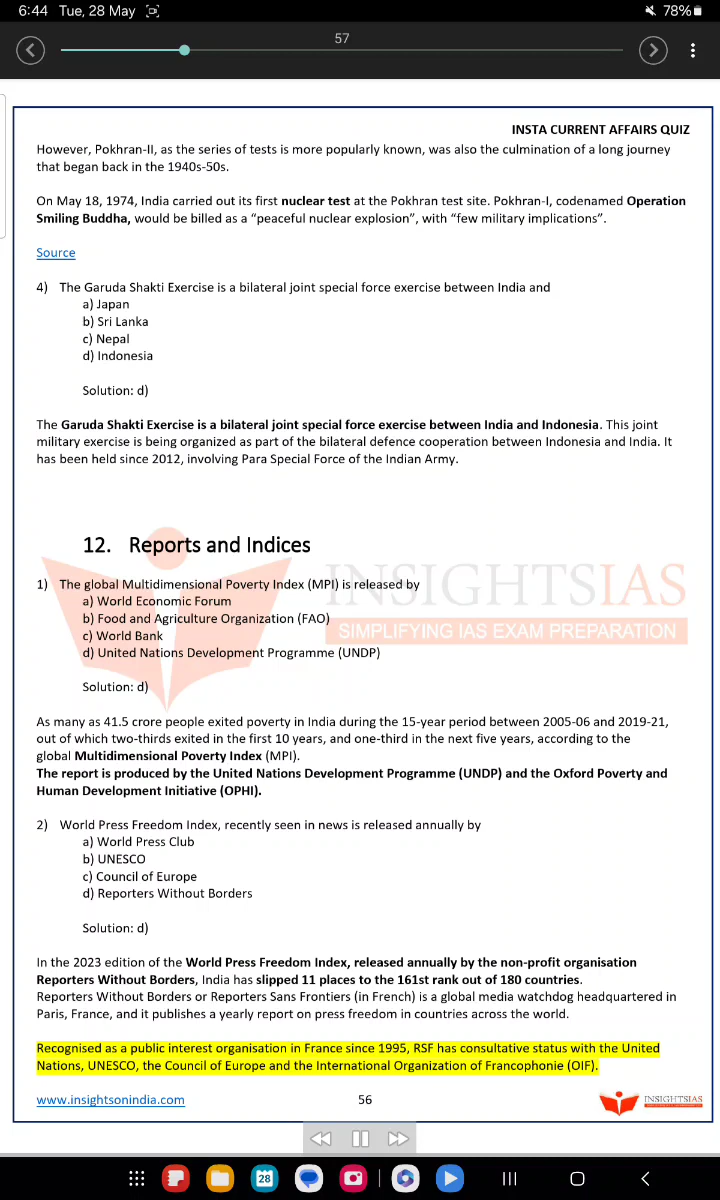 6:44 Tue, 28 May
78%
57
INSTA CURRENT AFFAIRS QUIZ
However, Pokhran-II, as the series of tests is more popularly known, was also the culmination of a long journey
that began back in the 1940s-50s.
On May 18, 1974, India carried out its first nuclear test at the Pokhran test site. Pokhran-I, codenamed Operation
Smiling Buddha, would be billed as a “peaceful nuclear explosion”, with “few military implications”.
Source
4) The Garuda Shakti Exercise is a bilateral joint special force exercise between India and
a) Japan
b) Sri Lanka
c) Nepal
d) Indonesia
Solution: d)
The Garuda Shakti Exercise is a bilateral joint special force exercise between India and Indonesia. This joint
military exercise is being organized as part of the bilateral defence cooperation between Indonesia and India. It
has been held since 2012, involving Para Special Force of the Indian Army.
12. Reports and Indices
1) The global Multidimensional Poverty Index (MPI) is released by
a) World Economic Forum
b) Food and Agriculture Organization (FAO)
c) World Bank
d) United Nations Development Programme (UNDP)
INSIGHTSIAS
SIMPLIFYING IAS EXAM PREPARATION
Solution: d)
As many as 41.5 crore people exited poverty in India during the 15-year period between 2005-06 and 2019-21,
out of which two-thirds exited in the first 10 years, and one-third in the next five years, according to the
global Multidimensional Poverty Index (MPI).
The report is produced by the United Nations Development Programme (UNDP) and the Oxford Poverty and
Human Development Initiative (OPHI).
2) World Press Freedom Index, recently seen in news is released annually by
a) World Press Club
b) UNESCO
c) Council of Europe
d) Reporters Without Borders
Solution: d)
In the 2023 edition of the World Press Freedom Index, released annually by the non-profit organisation
Reporters Without Borders, India has slipped 11 places to the 161st rank out of 180 countries.
Reporters Without Borders or Reporters Sans Frontiers (in French) is a global media watchdog headquartered in
Paris, France, and it publishes a yearly report on press freedom in countries across the world.
Recognised as a public interest organisation in France since 1995, RSF has consultative status with the United
Nations, UNESCO, the Council of Europe and the International Organization of Francophonie (OIF).
www.insightsonindia.com
56
INSIGHTSIAS
28